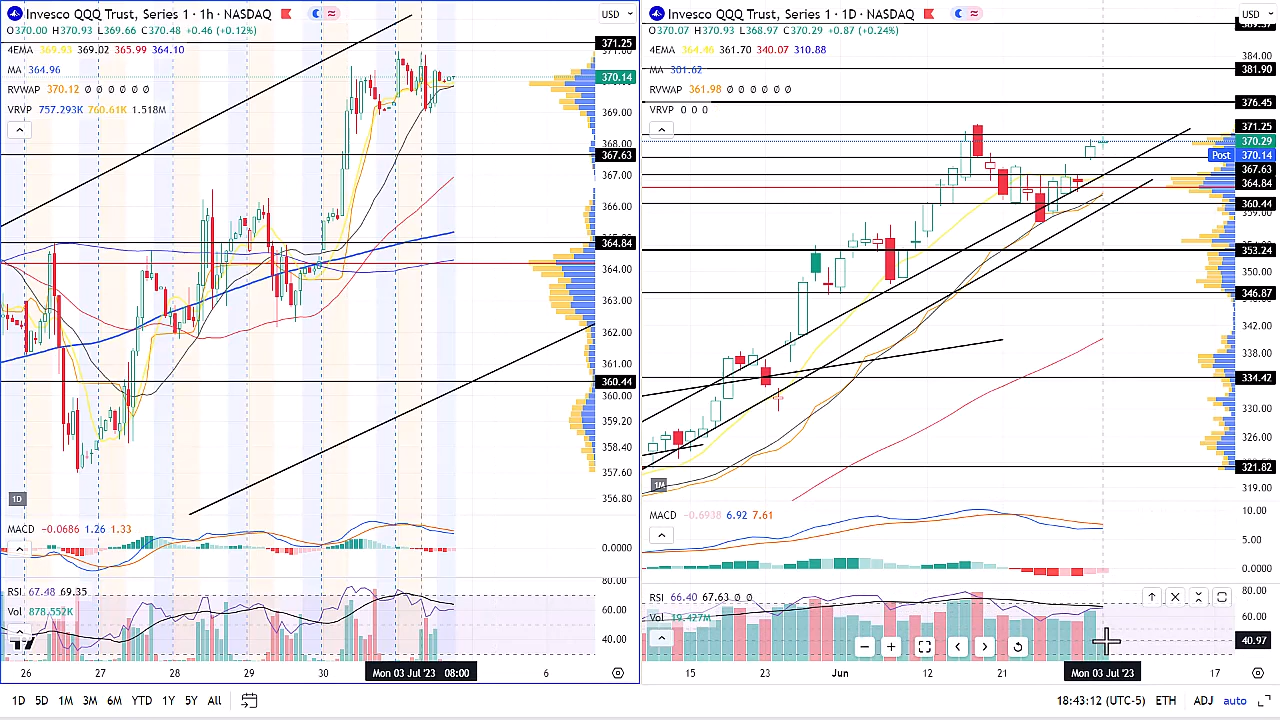 Invesco QQQ Trust, Series 1 · 1h · NASDAQ
O370.00 H370.93 L369.66 C370.48 +0.46 (+0.12%)
4EMA 369.93 369.02 365.99 364.10
MA 364.96
RVWAP 370.12 0 0 0 0 0 0
VRVP 757.293K 760.61K 1.518M
USD
371.25
371.00
370.14
369.00
368.00
367.63
367.00
366.00
365.00
364.84
364.00
363.00
362.00
361.00
360.44
360.00
359.20
358.40
357.60
356.80
1D
MACD −0.0686 1.26 1.33
0.0000
RSI 67.48 69.35
Vol 878.552K
80.00
60.00
40.00
26 27 28 29 30 Mon 03 Jul '23 08:00 6
Invesco QQQ Trust, Series 1 · 1D · NASDAQ
O370.07 H370.93 L368.97 C370.29 +0.87 (+0.24%)
4EMA 364.46 361.70 340.07 310.88
MA 301.62
RVWAP 361.98 0 0 0 0 0 0
VRVP 0 0 0
USD
384.00
381.90
376.45
371.25
370.29
Post 370.14
367.63
364.84
360.44
359.00
353.24
350.00
346.87
342.00
338.00
334.42
330.00
326.00
321.82
319.00
1M
MACD −0.6938 6.92 7.61
10.00
5.00
0.0000
RSI 66.40 67.63 0 0
Vol 19.427M
80.00
60.00
40.97
15 23 Jun 12 21 Mon 03 Jul '23 17
1D 5D 1M 3M 6M YTD 1Y 5Y All
18:43:12 (UTC-5) ETH ADJ auto